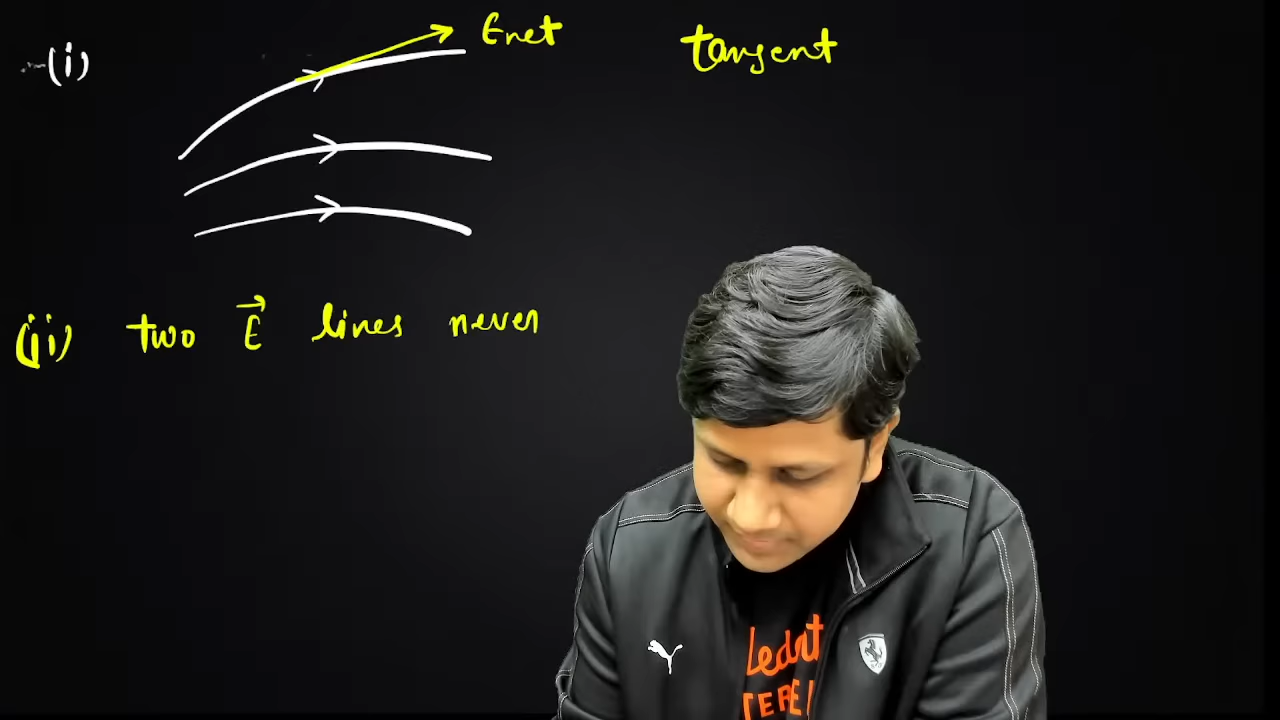 (i) Enet tangent
(ii) two E⃗ lines never